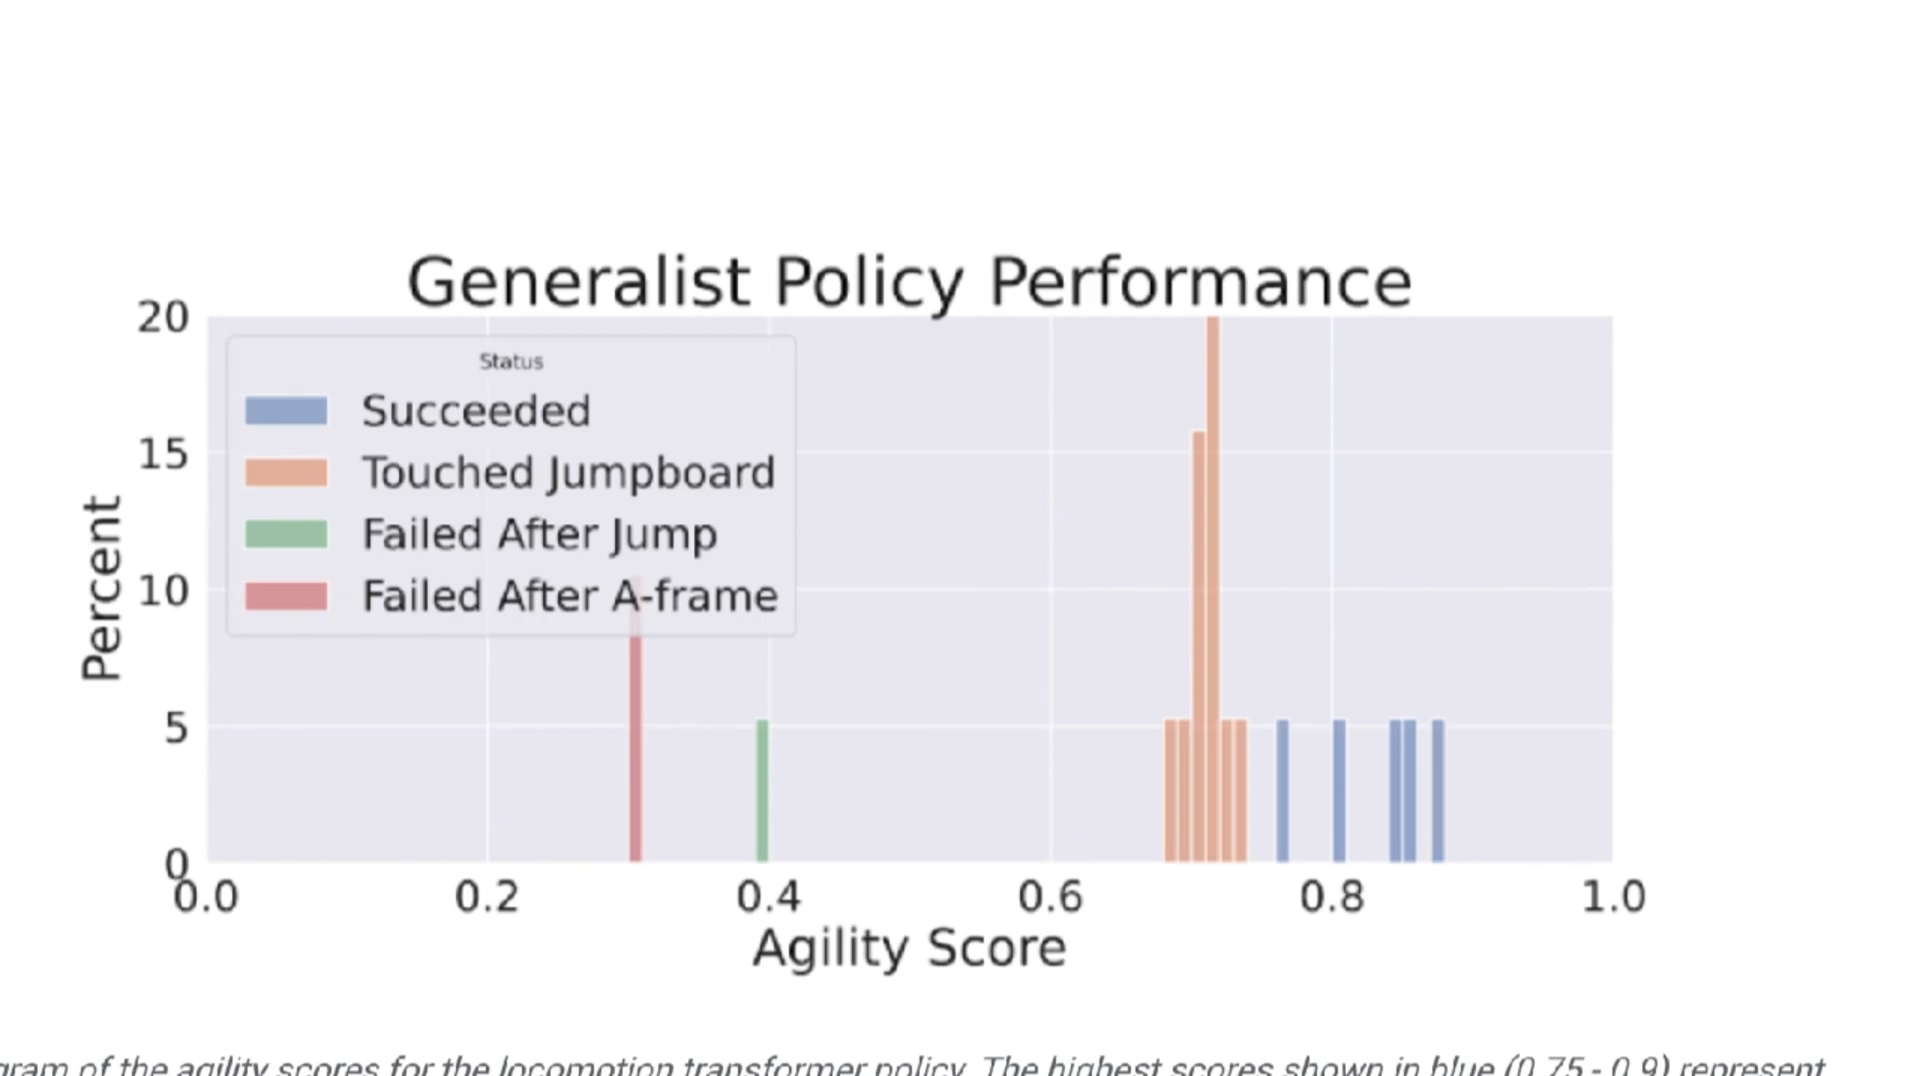 Generalist Policy Performance
20
15
10
5
0
Percent
Status
Succeeded
Touched Jumpboard
Failed After Jump
Failed After A-frame
0.0 0.2 0.4 0.6 0.8 1.0
Agility Score
gram of the agility scores for the locomotion transformer policy. The highest scores shown in blue (0.75 - 0.9) represent